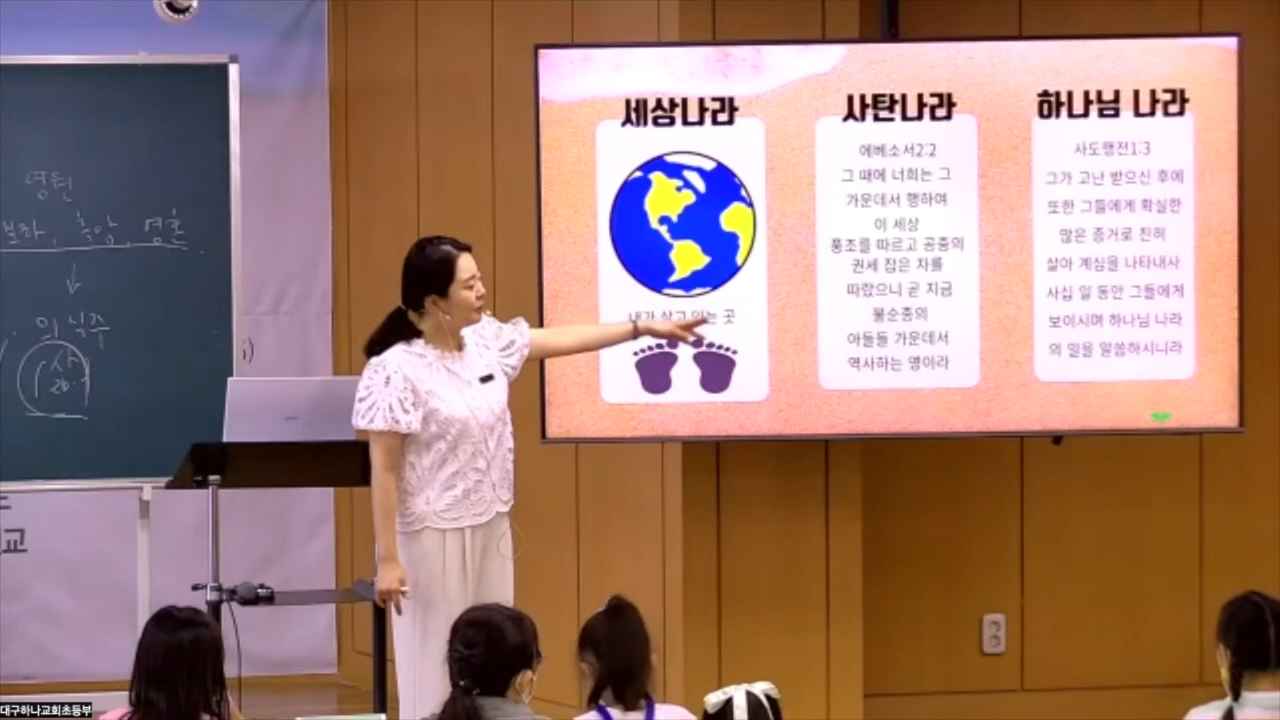 세상나라
내가 살고 있는 곳
사탄나라
에베소서2:2
그 때에 너희는 그
가운데서 행하여
이 세상
풍조를 따르고 공중의
권세 잡은 자를
따랐으니 곧 지금
불순종의
아들들 가운데서
역사하는 영이라
하나님 나라
사도행전1:3
그가 고난 받으신 후에
또한 그들에게 확실한
많은 증거로 친히
살아 계심을 나타내사
사십 일 동안 그들에게
보이시며 하나님 나라
의 일을 말씀하시니라
영원
흑암, 영혼
교
대구하나교회초등부